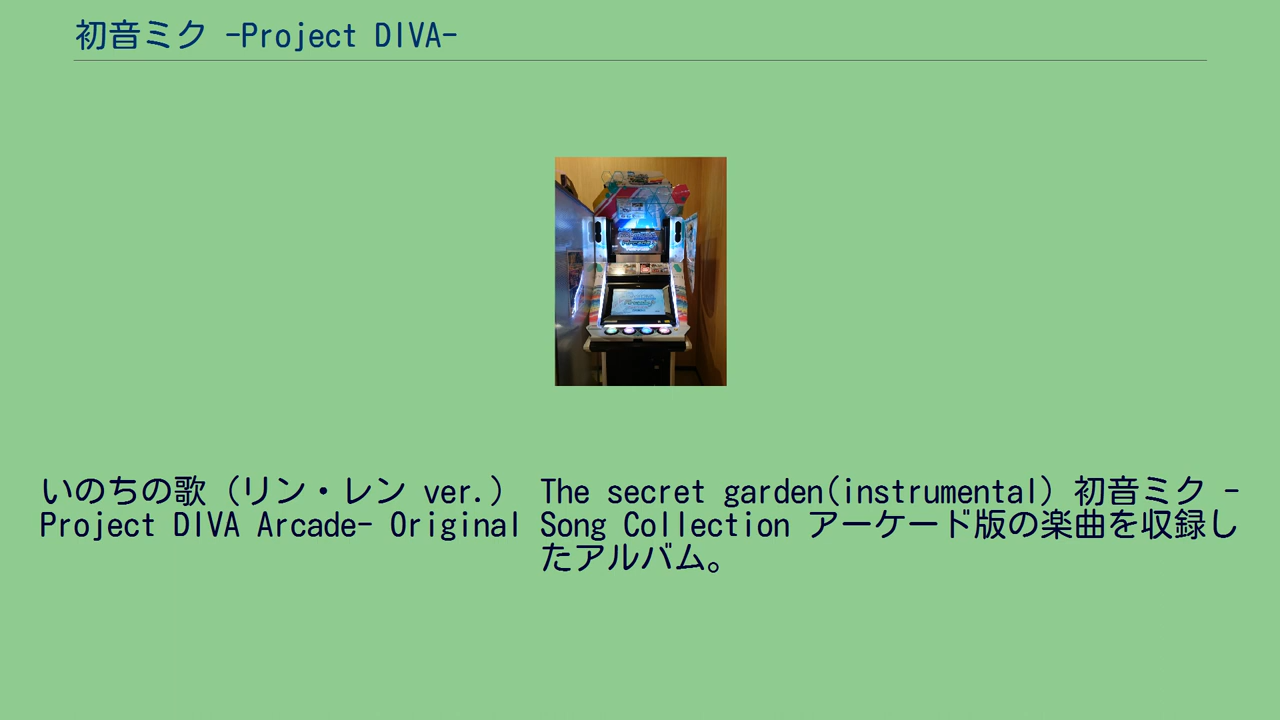 初音ミク -Project DIVA-
いのちの歌（リン・レン ver.） The secret garden(instrumental) 初音ミク -
Project DIVA Arcade- Original Song Collection アーケード版の楽曲を収録し
たアルバム。